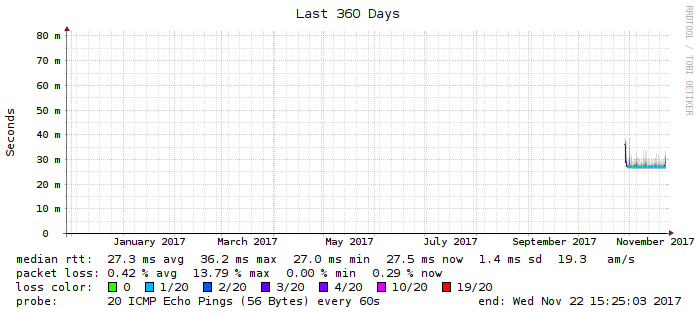 Last 360 Days
RRDTOOL / TOBI OETIKER
Seconds
80 m
70 m
60 m
50 m
40 m
30 m
20 m
10 m
0
January 2017 March 2017 May 2017 July 2017 September 2017 November 2017
median rtt: 27.3 ms avg 36.2 ms max 27.0 ms min 27.5 ms now 1.4 ms sd 19.3 am/s
packet loss: 0.42 % avg 13.79 % max 0.00 % min 0.29 % now
loss color: 0 1/20 2/20 3/20 4/20 10/20 19/20
probe: 20 ICMP Echo Pings (56 Bytes) every 60s end: Wed Nov 22 15:25:03 2017